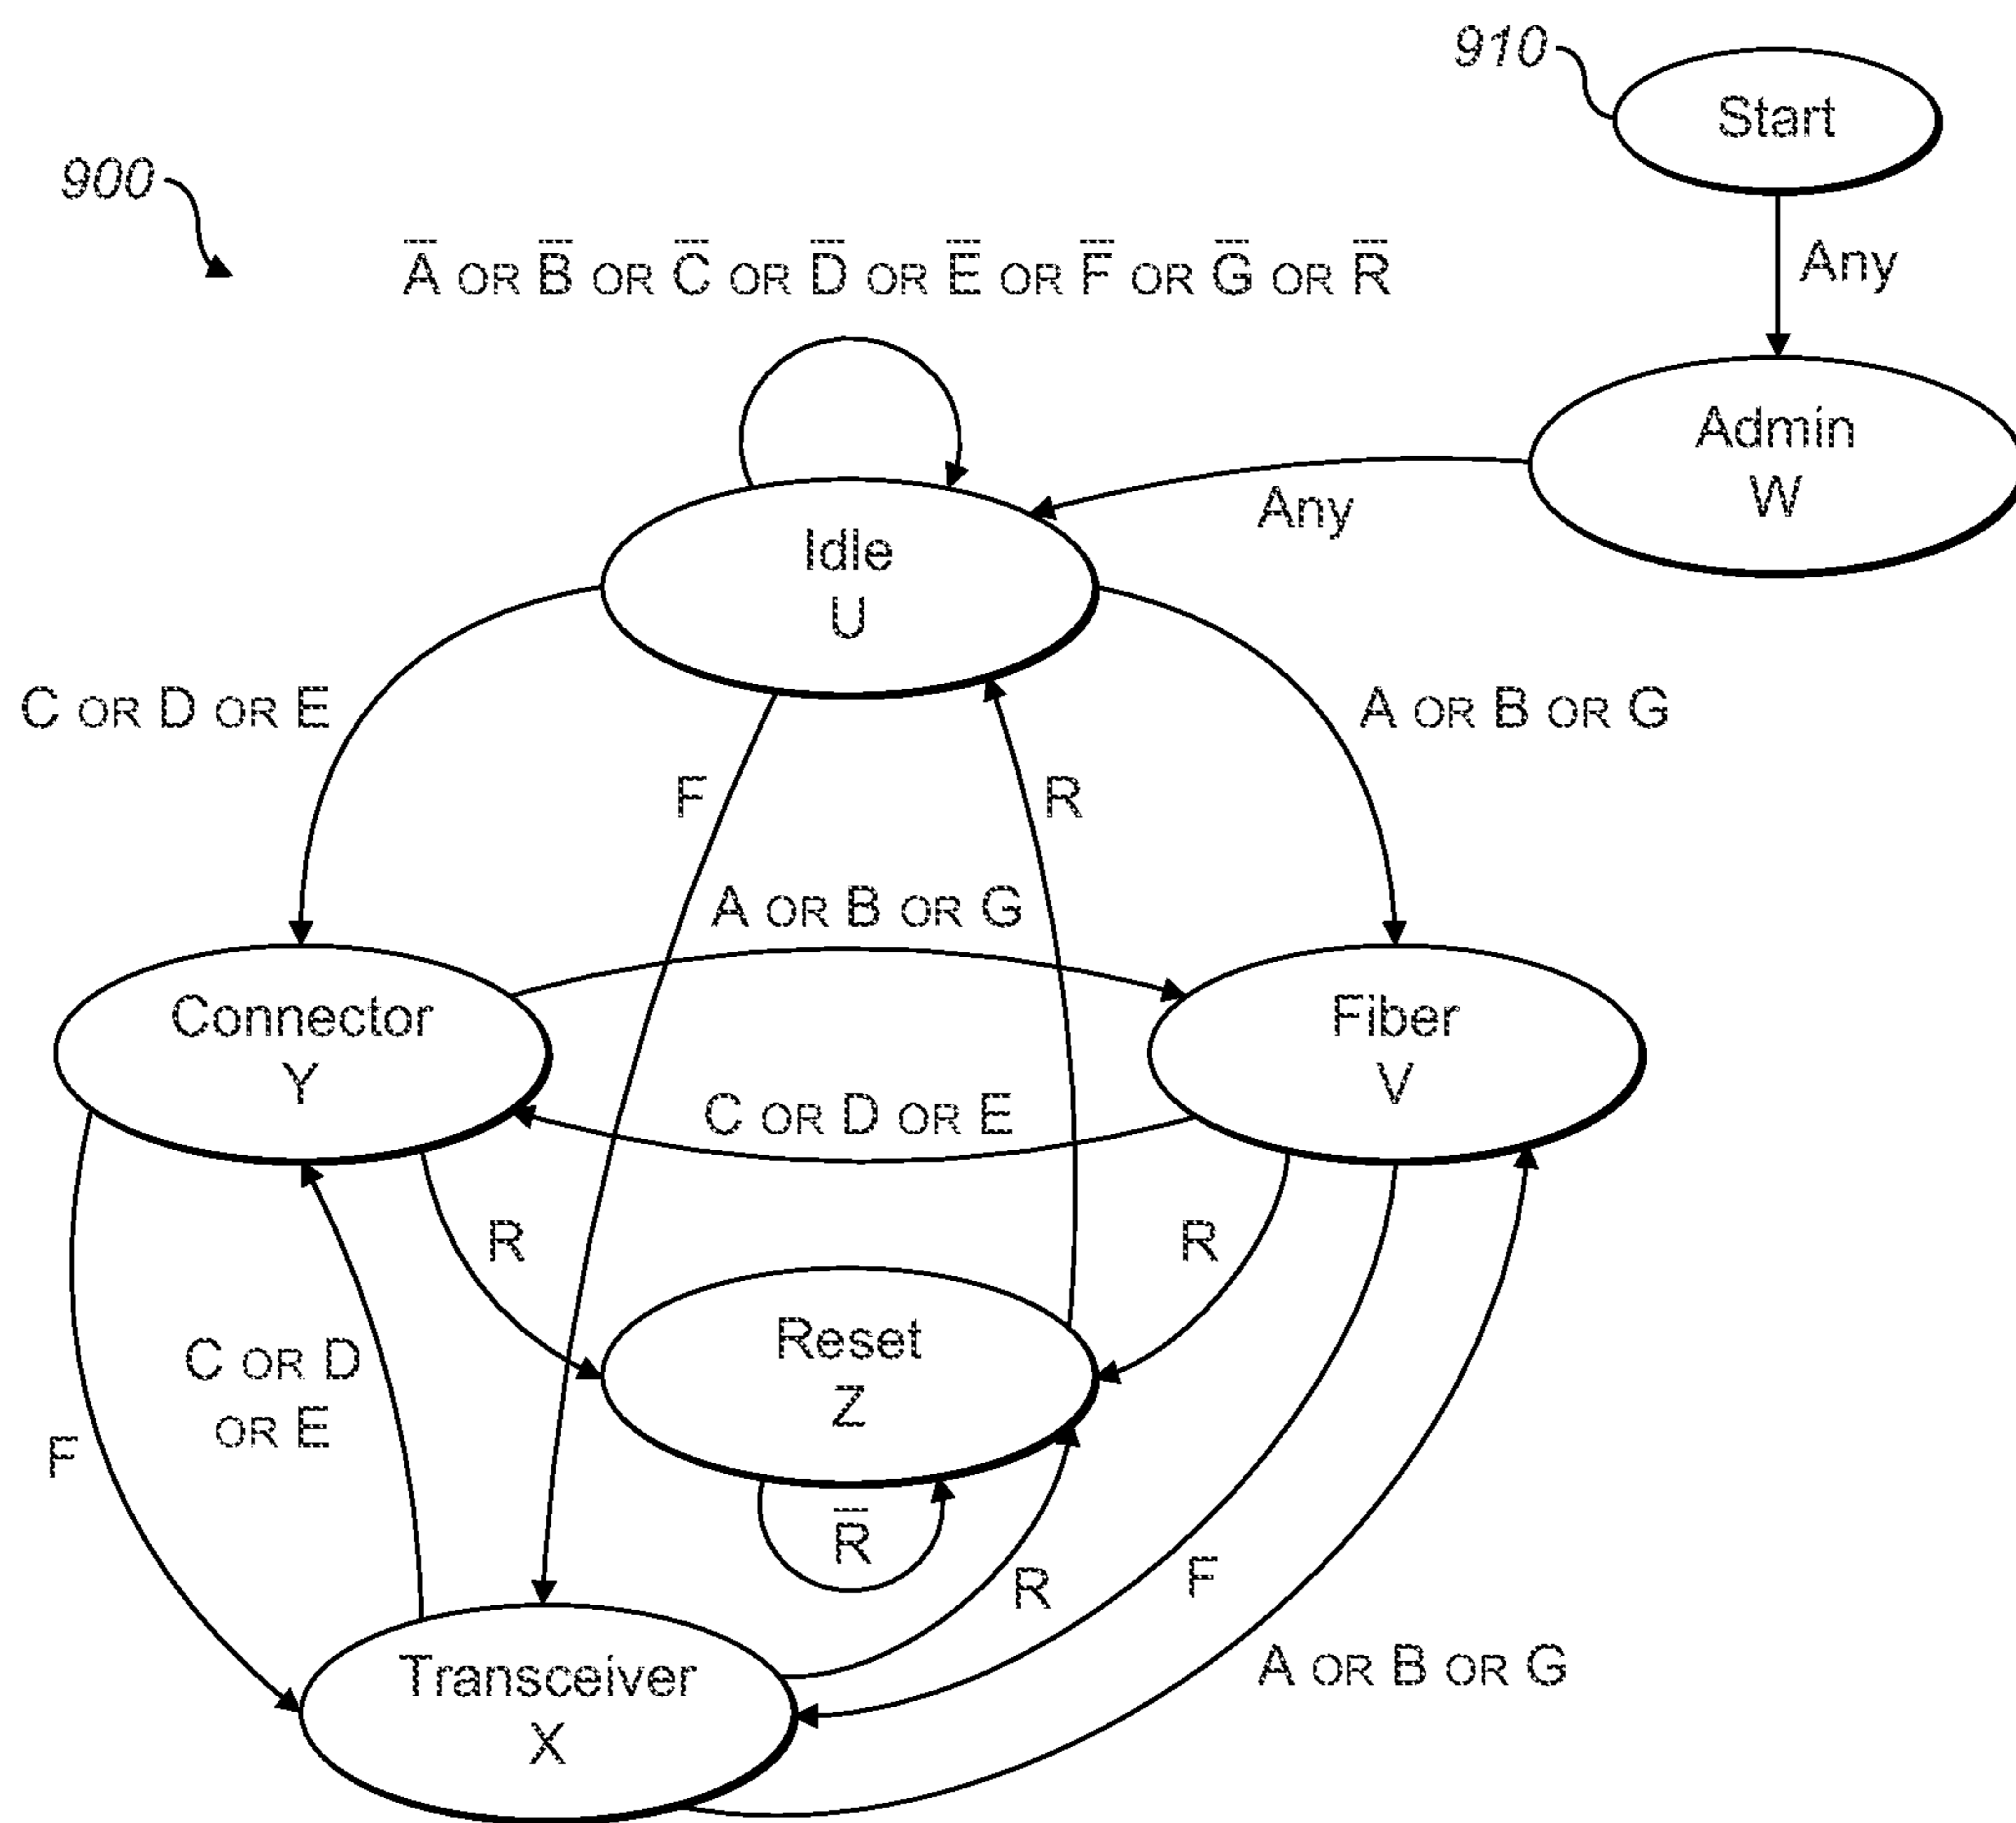 910
Start
900
A̅ OR B̅ OR C̅ OR D̅ OR E̅ OR F̅ OR G̅ OR R̅
Any
Admin
W
Any
Idle
U
C OR D OR E
A OR B OR G
F
R
A OR B OR G
Connector
Y
Fiber
V
C OR D OR E
R
R
Reset
Z
C OR D
OR E
F
R̅
R
F
A OR B OR G
Transceiver
X